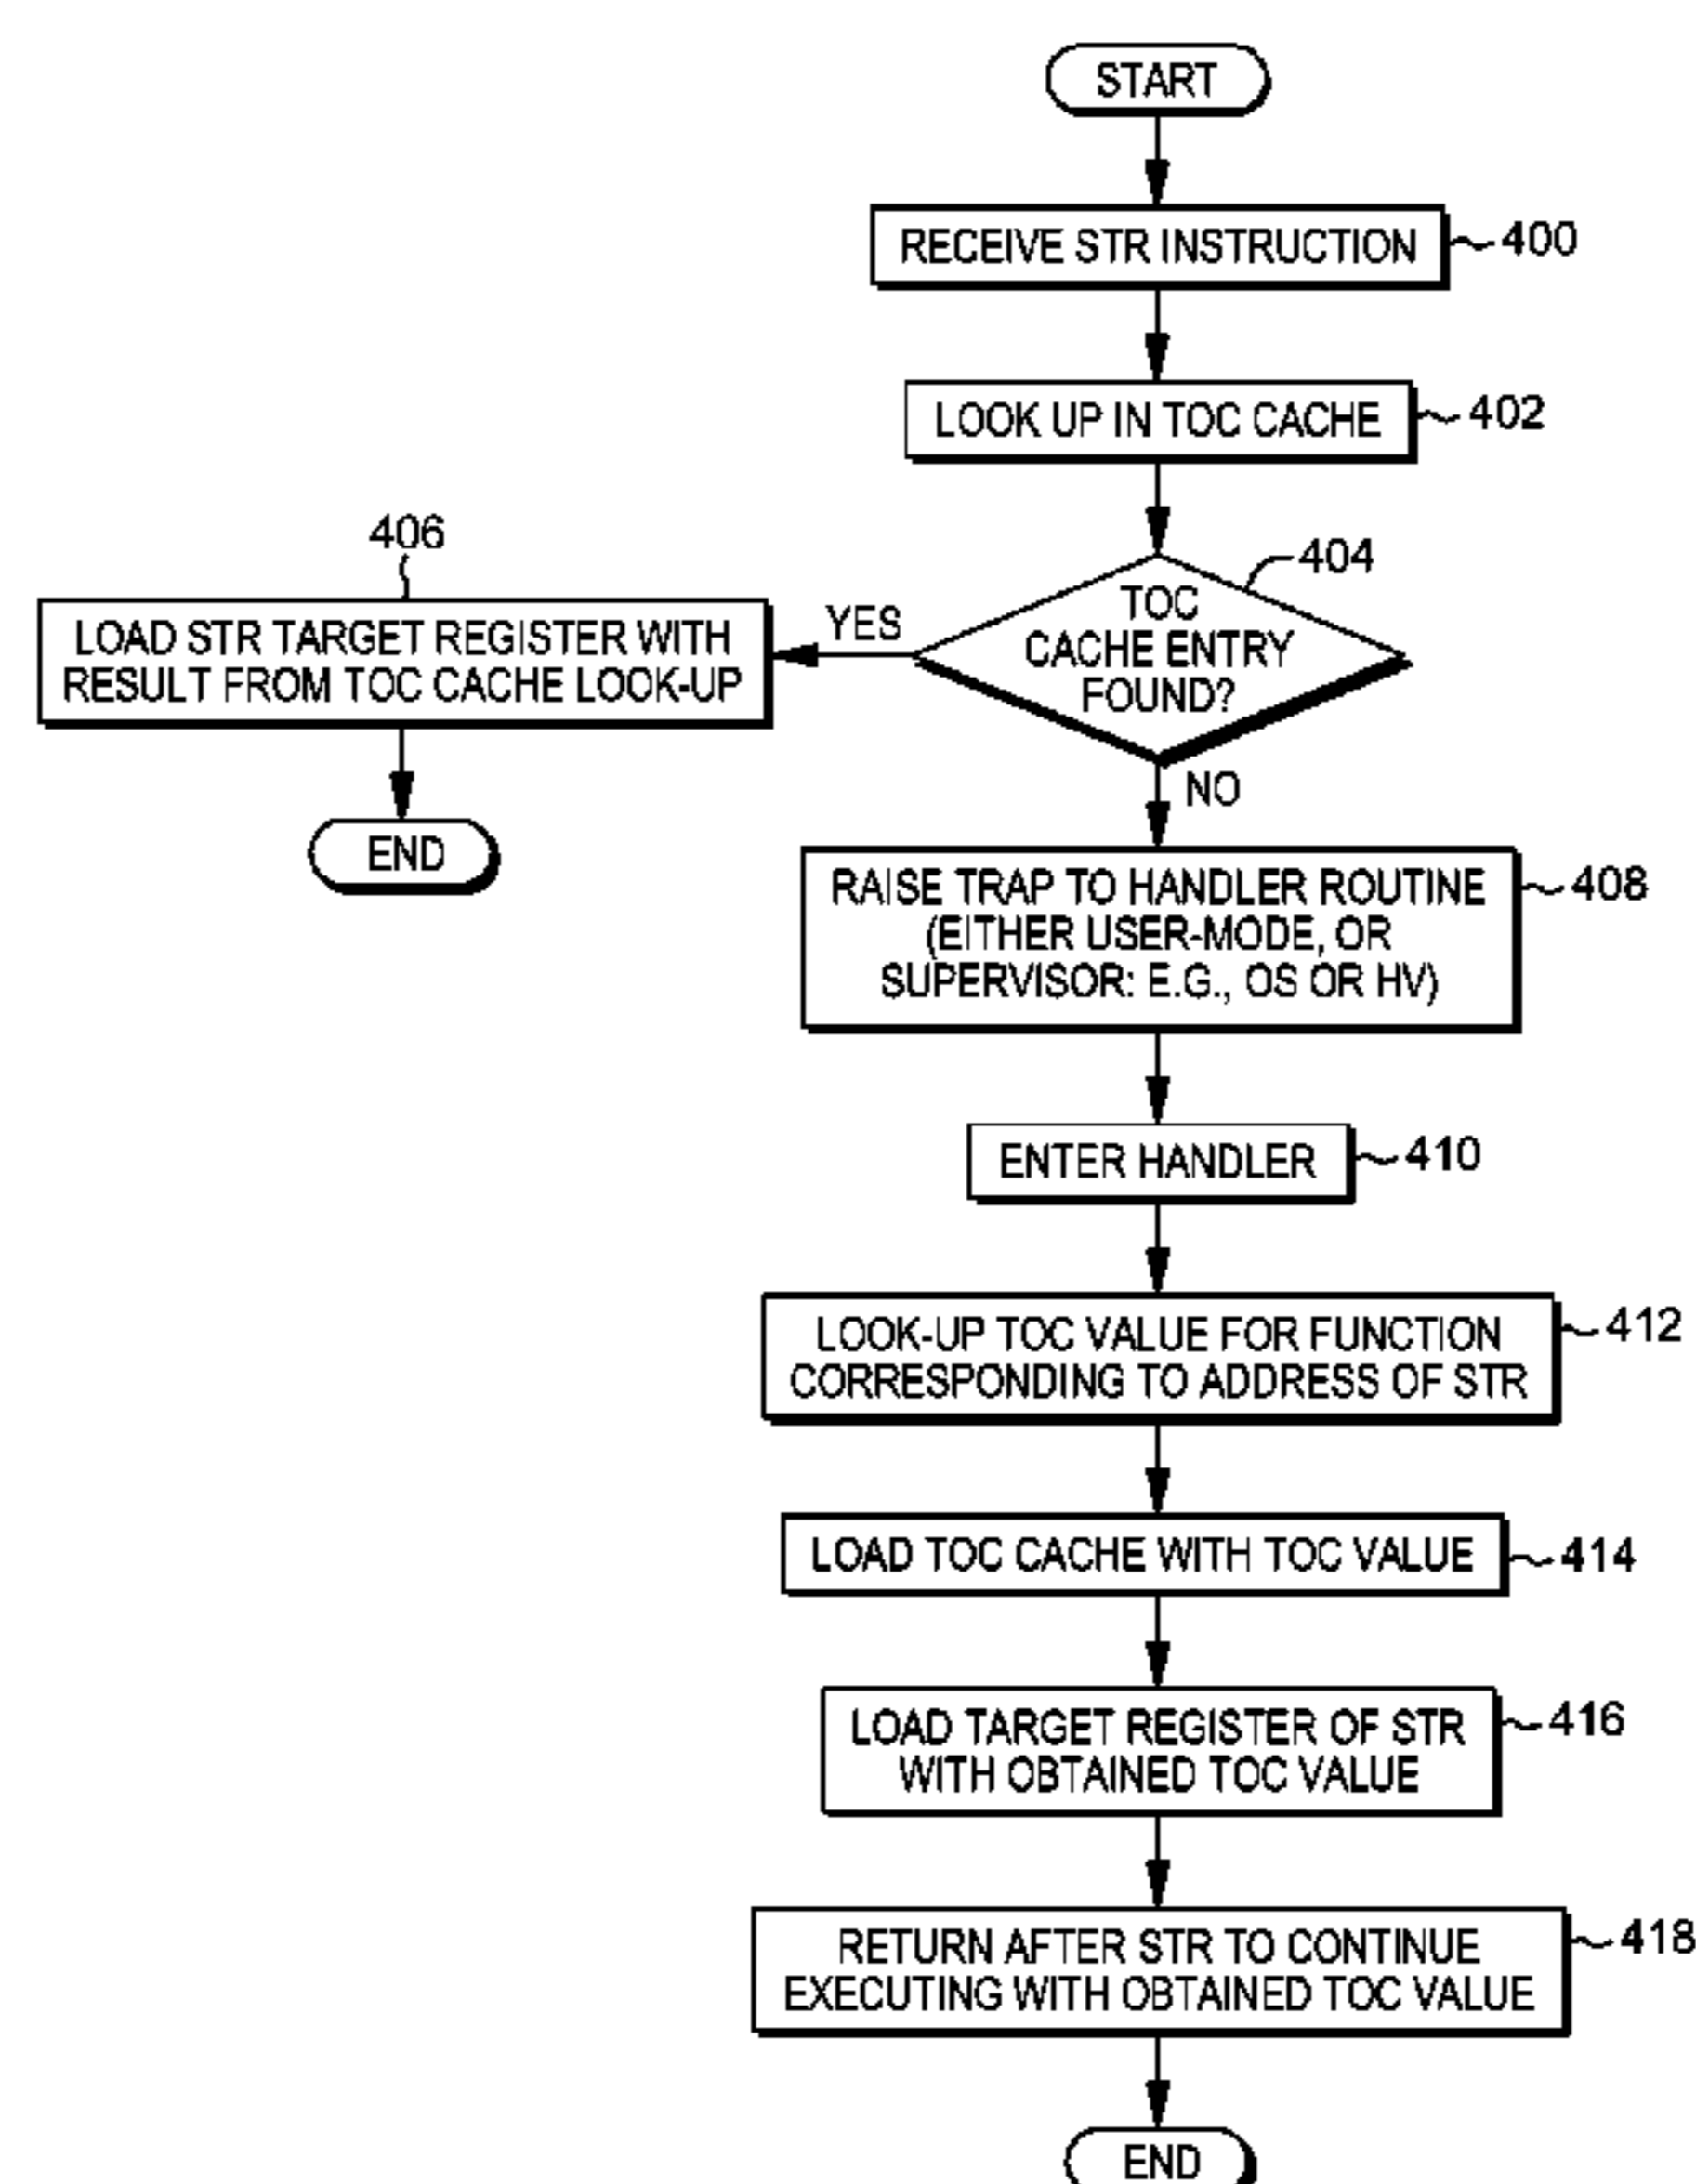 START
RECEIVE STR INSTRUCTION
400
LOOK UP IN TOC CACHE
402
404
TOC
CACHE ENTRY
FOUND?
YES
406
LOAD STR TARGET REGISTER WITH
RESULT FROM TOC CACHE LOOK-UP
END
NO
RAISE TRAP TO HANDLER ROUTINE
(EITHER USER-MODE, OR
SUPERVISOR: E.G., OS OR HV)
408
ENTER HANDLER
410
LOOK-UP TOC VALUE FOR FUNCTION
CORRESPONDING TO ADDRESS OF STR
412
LOAD TOC CACHE WITH TOC VALUE
414
LOAD TARGET REGISTER OF STR
WITH OBTAINED TOC VALUE
416
RETURN AFTER STR TO CONTINUE
EXECUTING WITH OBTAINED TOC VALUE
418
END